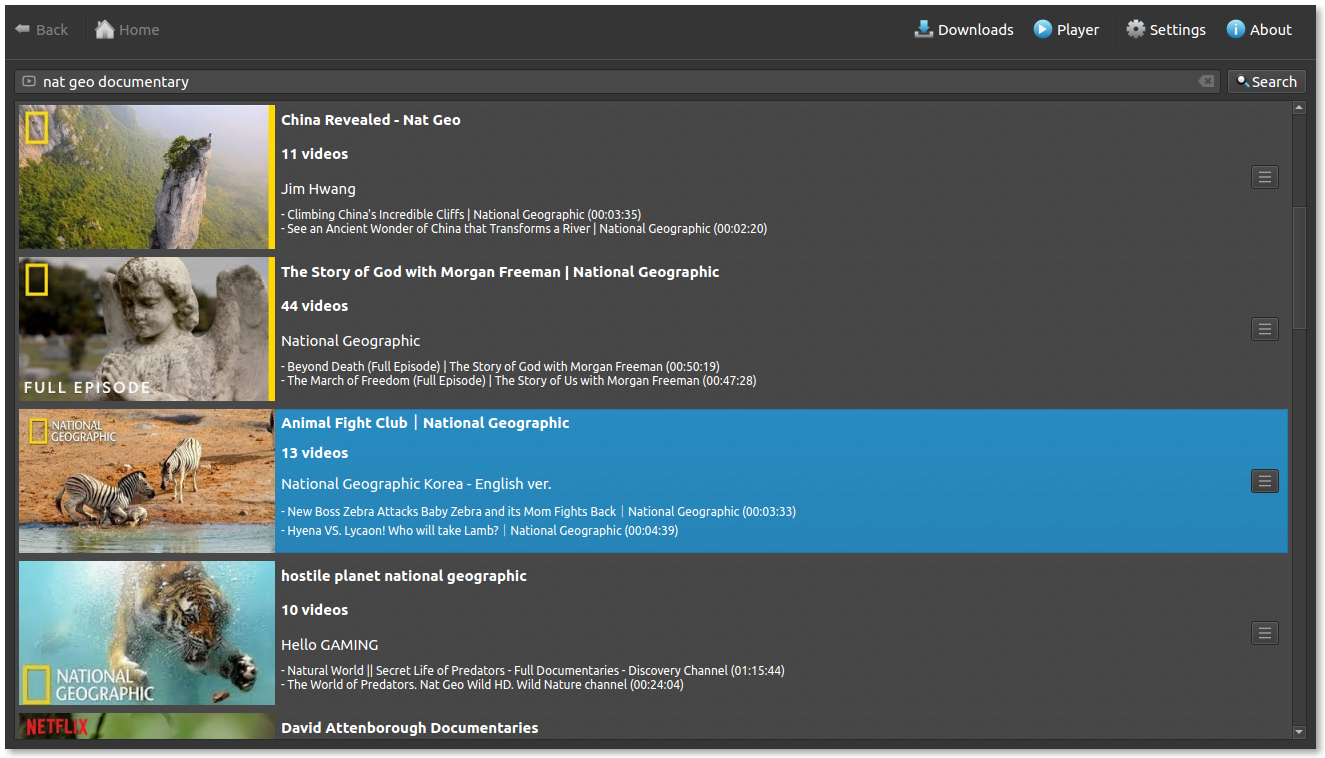 Back
Home
Downloads
Player
Settings
About
nat geo documentary
Search
China Revealed - Nat Geo
11 videos
Jim Hwang
- Climbing China's Incredible Cliffs | National Geographic (00:03:35)
- See an Ancient Wonder of China that Transforms a River | National Geographic (00:02:20)
FULL EPISODE
The Story of God with Morgan Freeman | National Geographic
44 videos
National Geographic
- Beyond Death (Full Episode) | The Story of God with Morgan Freeman (00:50:19)
- The March of Freedom (Full Episode) | The Story of Us with Morgan Freeman (00:47:28)
NATIONAL
GEOGRAPHIC
Animal Fight Club｜National Geographic
13 videos
National Geographic Korea - English ver.
- New Boss Zebra Attacks Baby Zebra and its Mom Fights Back｜National Geographic (00:03:33)
- Hyena VS. Lycaon! Who will take Lamb?｜National Geographic (00:04:39)
NATIONAL
GEOGRAPHIC
hostile planet national geographic
10 videos
Hello GAMING
- Natural World || Secret Life of Predators - Full Documentaries - Discovery Channel (01:15:44)
- The World of Predators. Nat Geo Wild HD. Wild Nature channel (00:24:04)
NETFLIX
David Attenborough Documentaries